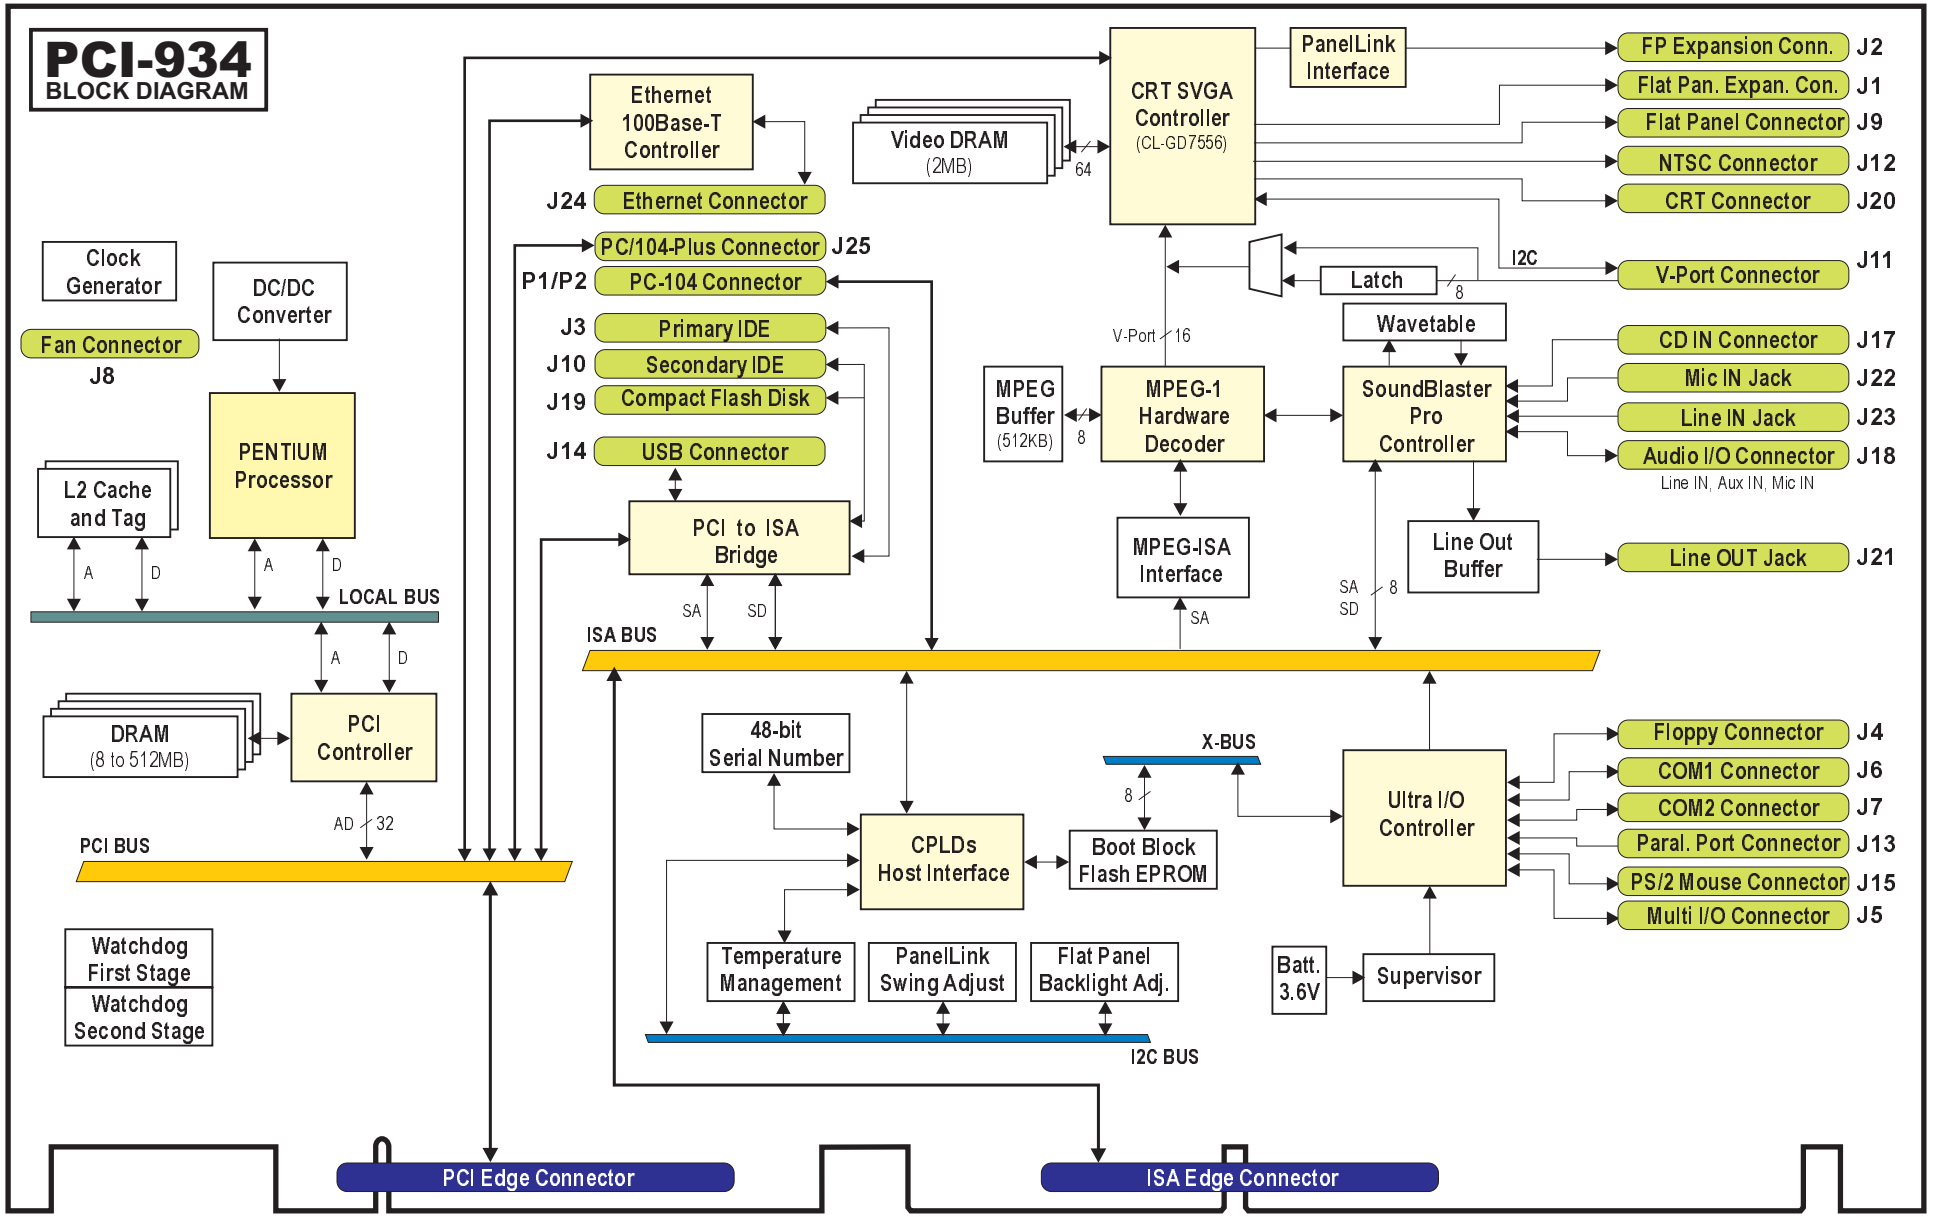 PCI-934
BLOCK DIAGRAM
Clock
Generator
DC/DC
Converter
Fan Connector
J8
PENTIUM
Processor
L2 Cache
and Tag
A
D
A
D
LOCAL BUS
A
D
DRAM
(8 to 512MB)
PCI
Controller
AD
32
PCI BUS
Watchdog
First Stage
Watchdog
Second Stage
Ethernet
100Base-T
Controller
J24
Ethernet Connector
PC/104-Plus Connector
J25
P1/P2
PC-104 Connector
J3
Primary IDE
J10
Secondary IDE
J19
Compact Flash Disk
J14
USB Connector
PCI to ISA
Bridge
SA
SD
ISA BUS
Video DRAM
(2MB)
64
CRT SVGA
Controller
(CL-GD7556)
PanelLink
Interface
FP Expansion Conn.
J2
Flat Pan. Expan. Con.
J1
Flat Panel Connector
J9
NTSC Connector
J12
CRT Connector
J20
I2C
J11
V-Port Connector
Latch
8
V-Port
16
Wavetable
MPEG
Buffer
(512KB)
8
MPEG-1
Hardware
Decoder
SoundBlaster
Pro
Controller
CD IN Connector
J17
Mic IN Jack
J22
Line IN Jack
J23
Audio I/O Connector
J18
Line IN, Aux IN, Mic IN
MPEG-ISA
Interface
SA
Line Out
Buffer
Line OUT Jack
J21
SA
SD
8
48-bit
Serial Number
X-BUS
8
CPLDs
Host Interface
Boot Block
Flash EPROM
Ultra I/O
Controller
Floppy Connector
J4
COM1 Connector
J6
COM2 Connector
J7
Paral. Port Connector
J13
PS/2 Mouse Connector
J15
Multi I/O Connector
J5
Temperature
Management
PanelLink
Swing Adjust
Flat Panel
Backlight Adj.
Batt.
3.6V
Supervisor
I2C BUS
PCI Edge Connector
ISA Edge Connector